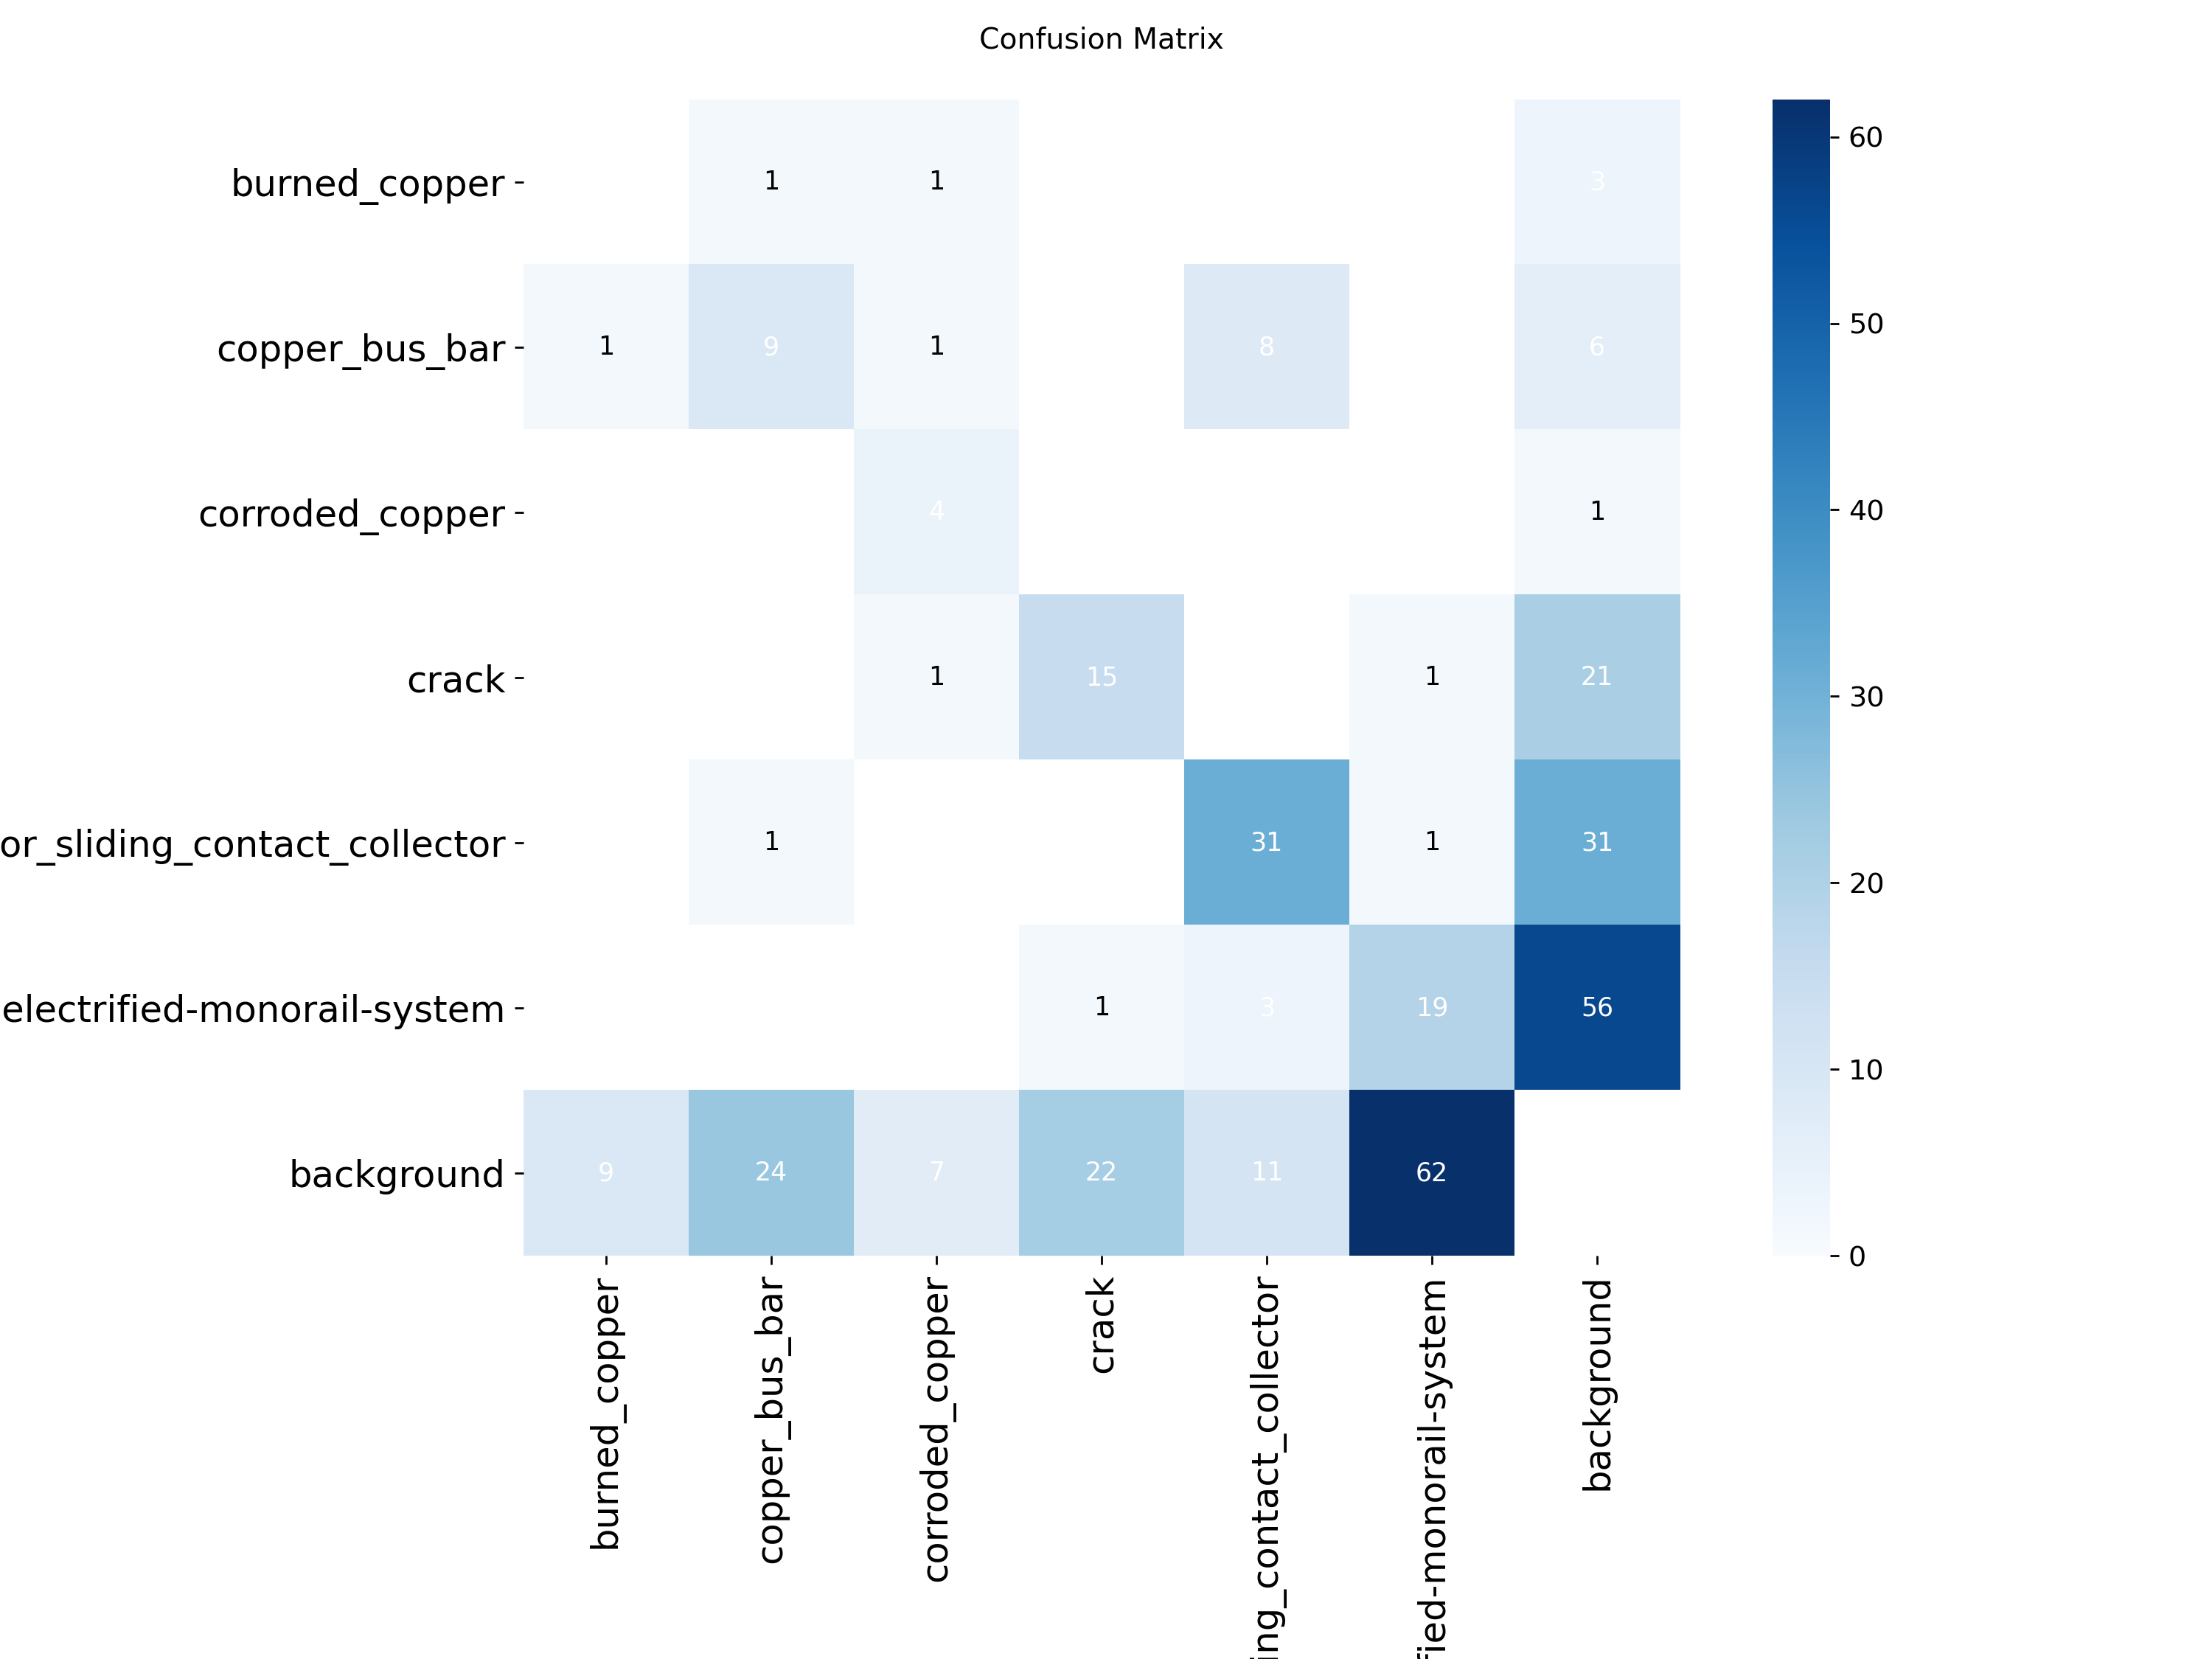 Confusion Matrix
burned_copper 1 1 3
copper_bus_bar 1 9 1 8 6
corroded_copper 4 1
crack 1 15 1 21
or_sliding_contact_collector 1 31 1 31
electrified-monorail-system 1 3 19 56
background 9 24 7 22 11 62
burned_copper
copper_bus_bar
corroded_copper
crack
ing_contact_collector
fied-monorail-system
background
60
50
40
30
20
10
0